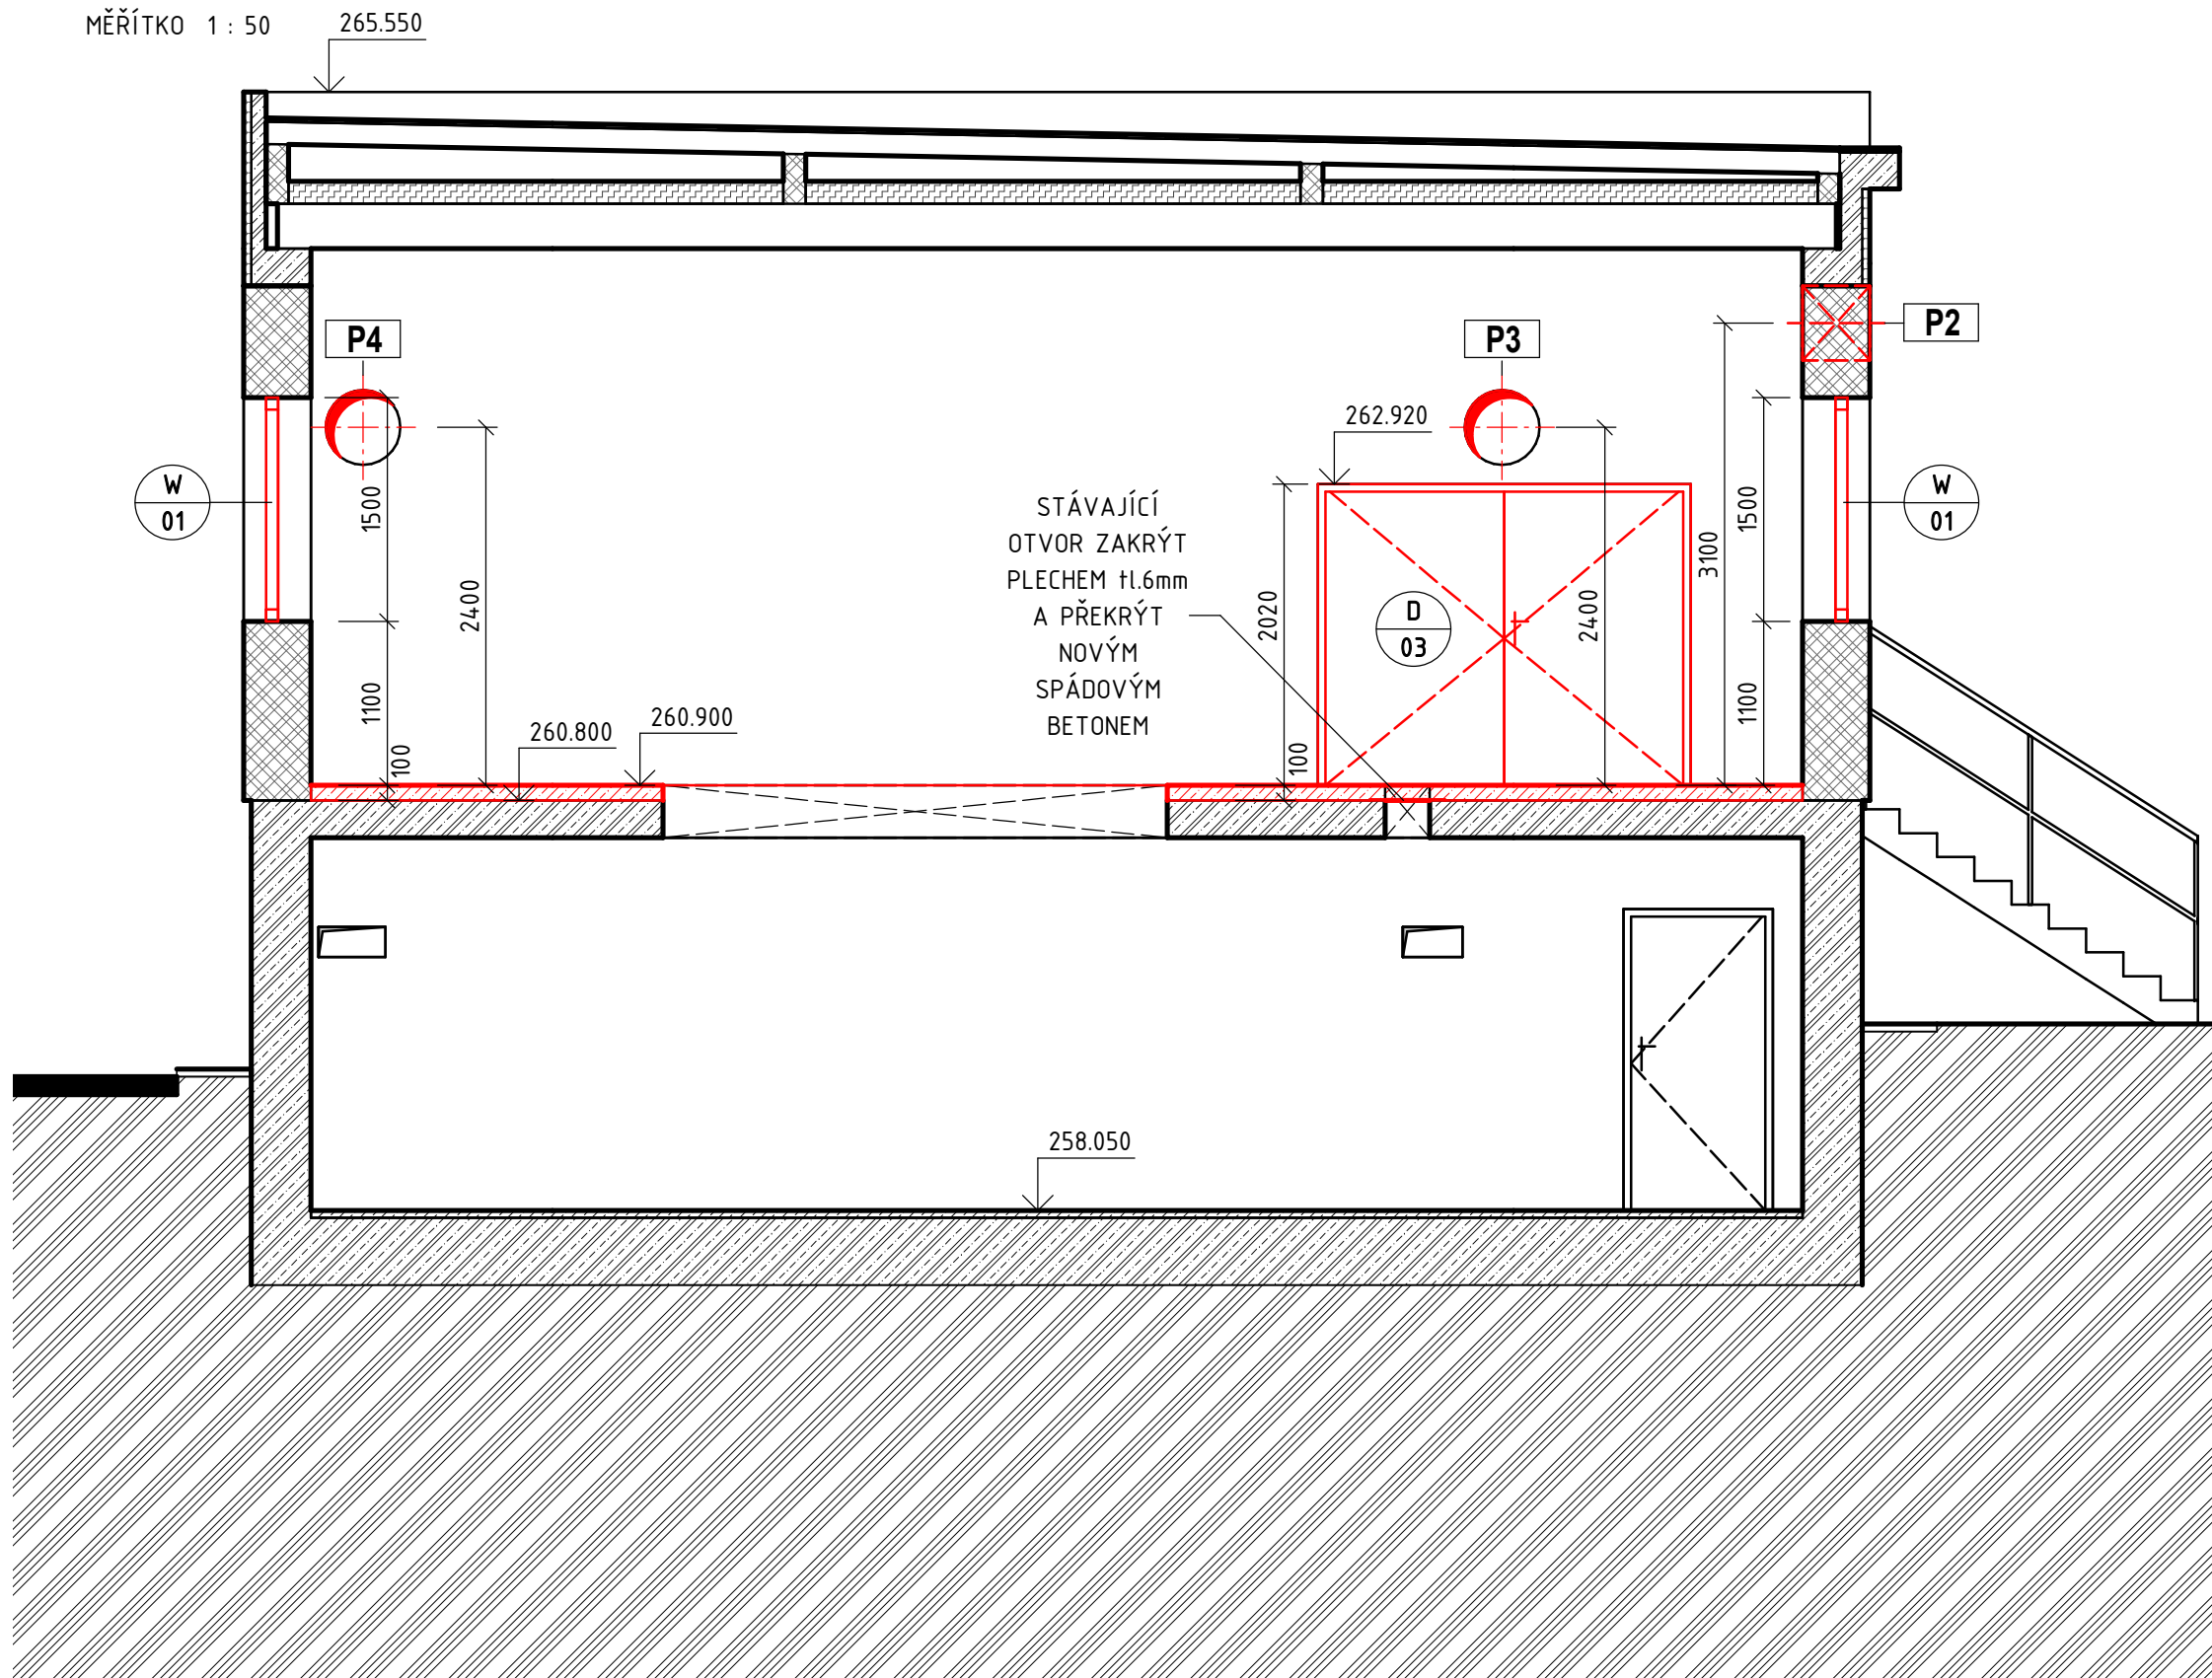 MĚŘÍTKO 1 : 50
265.550
P4
P3
P2
262.920
W
01
STÁVAJÍCÍ
OTVOR ZAKRÝT
PLECHEM tl.6mm
A PŘEKRÝT
NOVÝM
SPÁDOVÝM
BETONEM
W
01
1500
2400
1100
100
260.800
260.900
2020
100
D
03
2400
3100
1500
1100
258.050